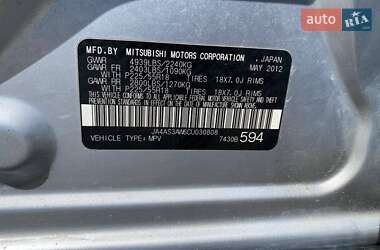 AUTO RIA.com
MFD.BY MITSUBISHI MOTORS CORPORATION , JAPAN
GVWR 4939LBS/2240KG MAY 2012
GAWR FR 2403LBS/1090KG
WITH P225/55R18 TIRES 18X7.0J RIMS
GAWR RR 2800LBS/1270KG
WITH P225/55R18 TIRES 18X7.0J RIMS
JA4AS3AW6CU030808
VEHICLE TYPE:MPV 7430B594